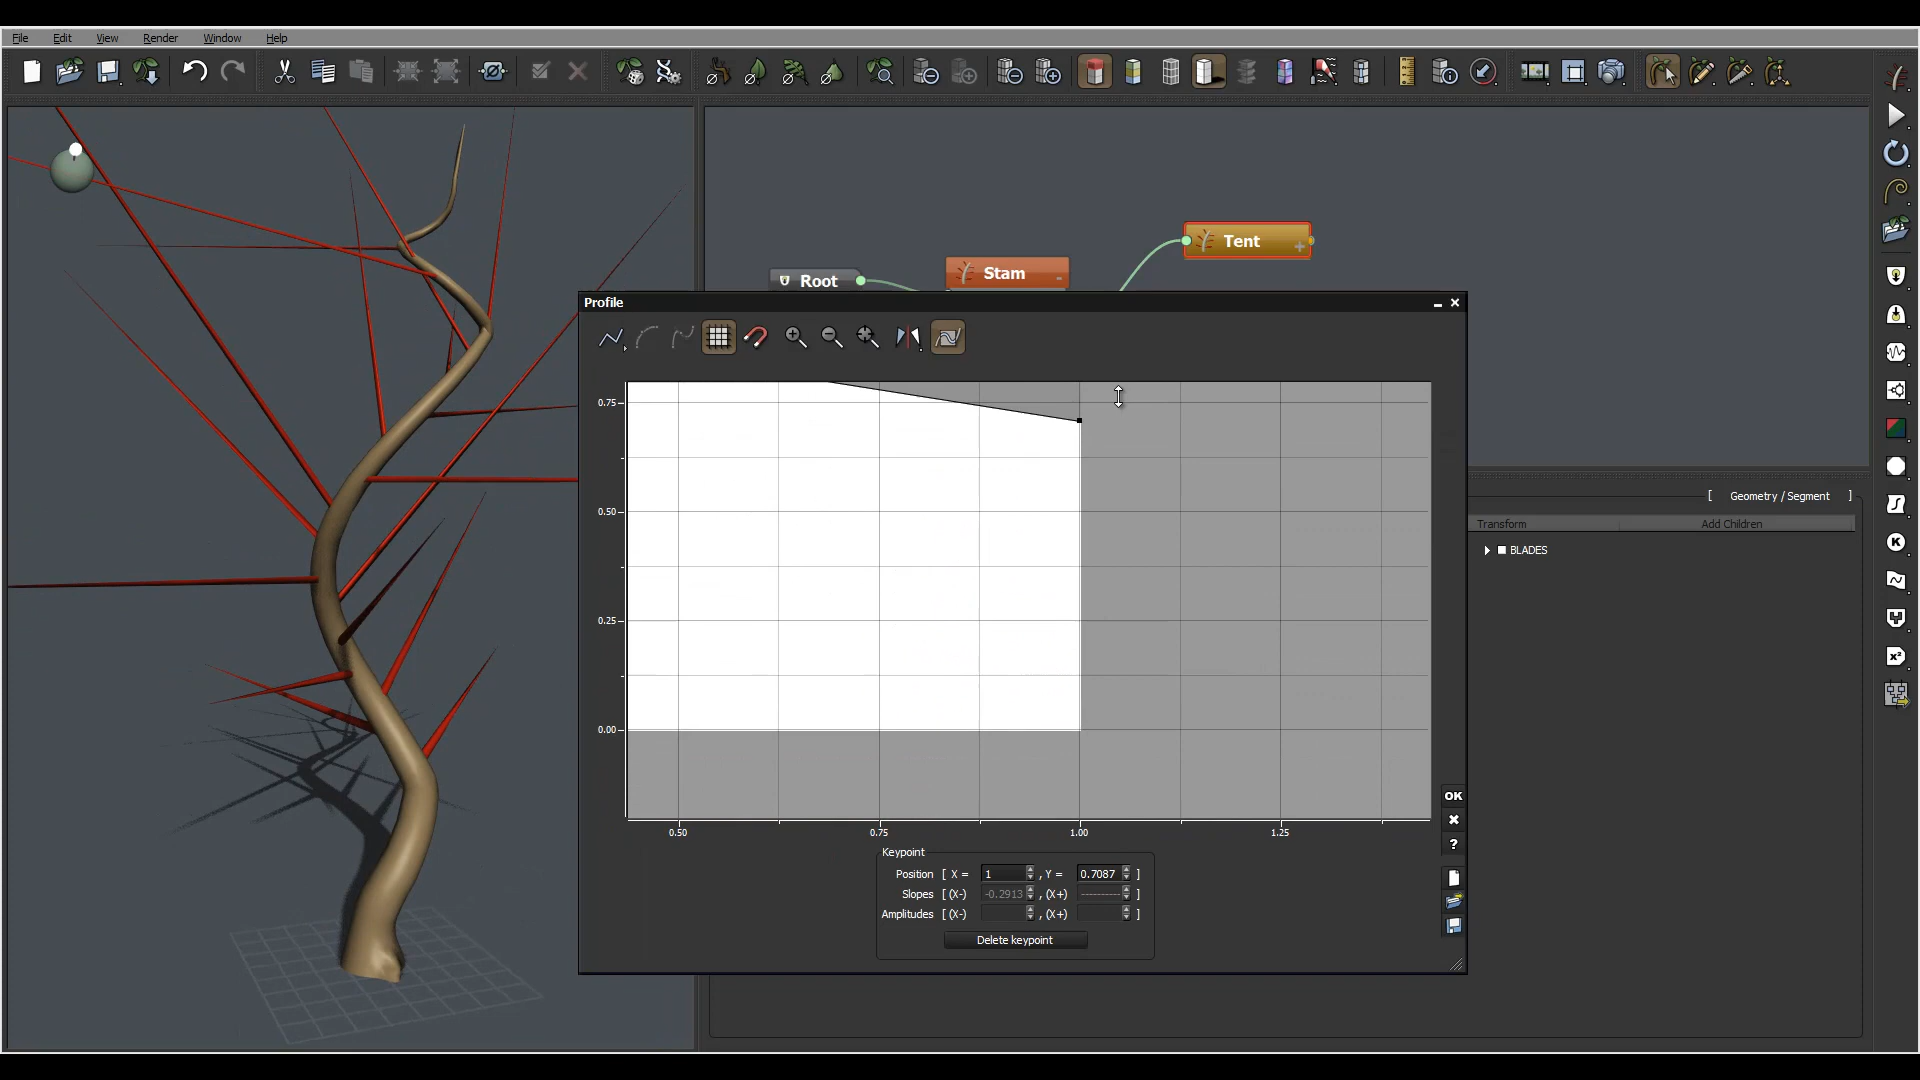 File Edit View Render Window Help
Tent
Stam
Root
Profile
0.75
0.50
0.25
0.00
0.50 0.75 1.00 1.25
Keypoint
Position [ X = 1 , Y = 0.7087 ]
Slopes [ (X-) -0.2913 , (X+) ---------- ]
Amplitudes [ (X-) , (X+) ]
Delete keypoint
OK
?
[ Geometry / Segment ]
Transform Add Children
BLADES
K
x²